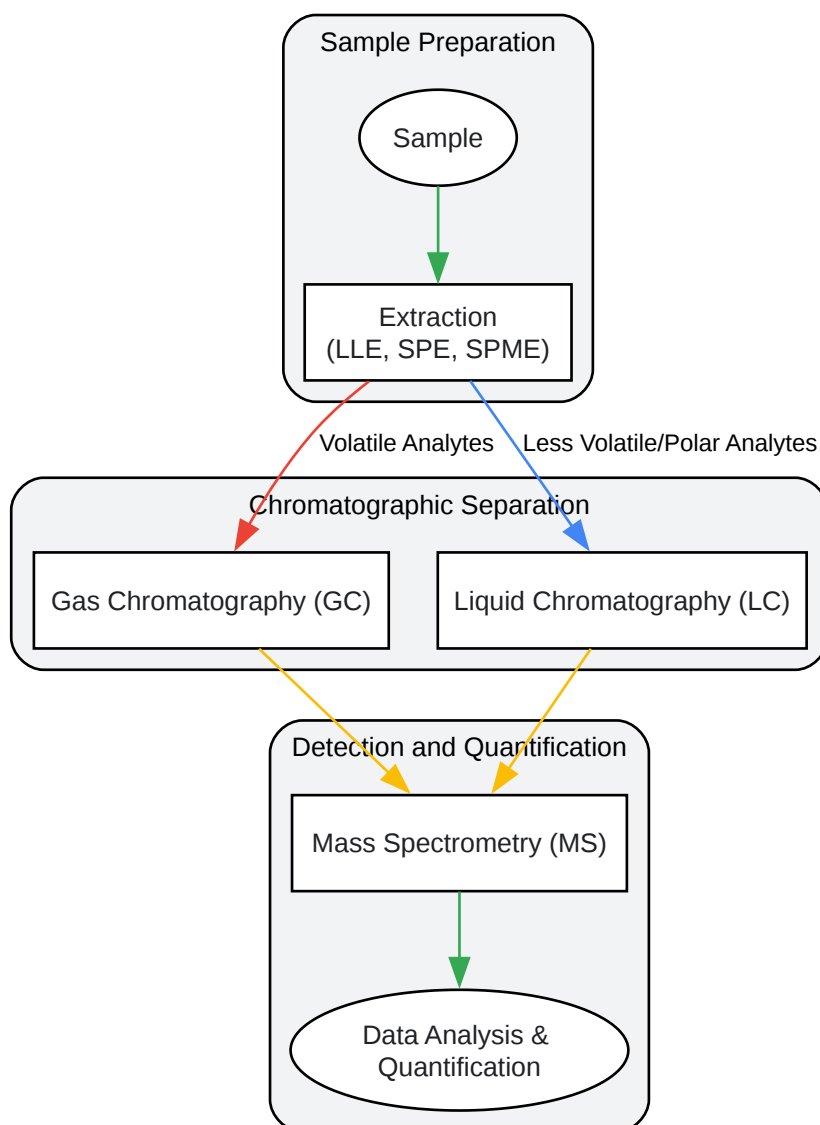 Sample Preparation
Sample
Extraction
(LLE, SPE, SPME)
Volatile Analytes
Less Volatile/Polar Analytes
Chromatographic Separation
Gas Chromatography (GC)
Liquid Chromatography (LC)
Detection and Quantification
Mass Spectrometry (MS)
Data Analysis &
Quantification